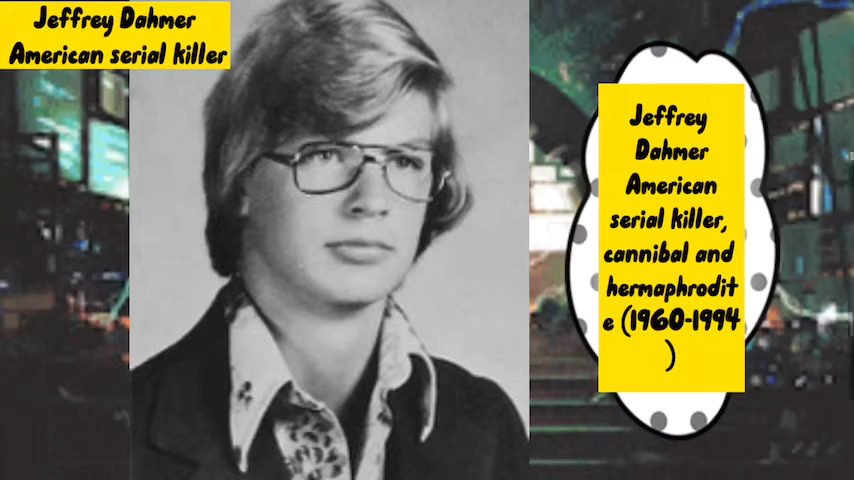 Jeffrey Dahmer
American serial killer
Jeffrey
Dahmer
American
serial killer,
cannibal and
hermaphrodit
e (1960-1994
)